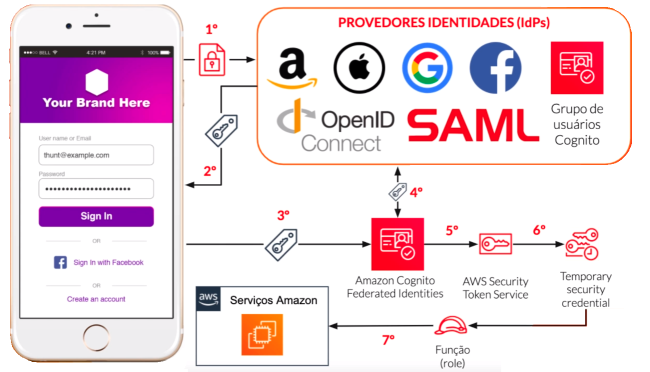 1º
PROVEDORES IDENTIDADES (IdPs)
BELL
4:21 PM
100%
Your Brand Here
User name or Email
thunt@example.com
Password
Sign In
OR
Sign In with Facebook
OR
Create an account
a
G
f
OpenID
Connect
SAML
Grupo de
usuários
Cognito
2º
4º
3º
5º
6º
Amazon Cognito
Federated Identities
AWS Security
Token Service
Temporary
security
credential
aws
Serviços Amazon
7º
Função
(role)